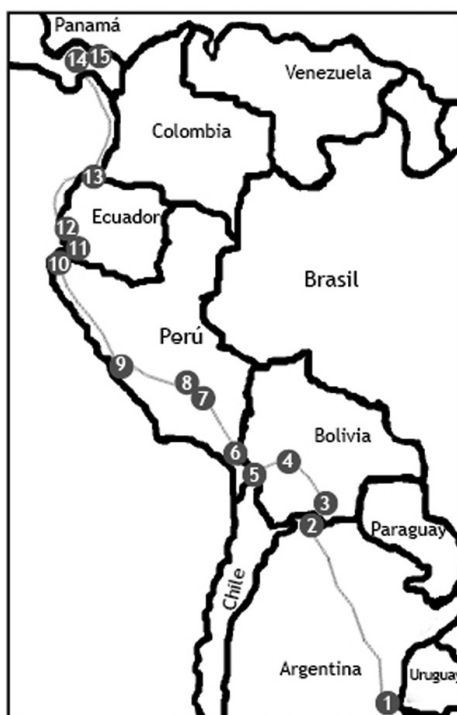 Panamá
14 15
Venezuela
Colombia
13
Ecuador
12
11
10
Brasil
Perú
9
8
7
Bolivia
6
5
4
3
2
Paraguay
Chile
Argentina
Uruguay
1